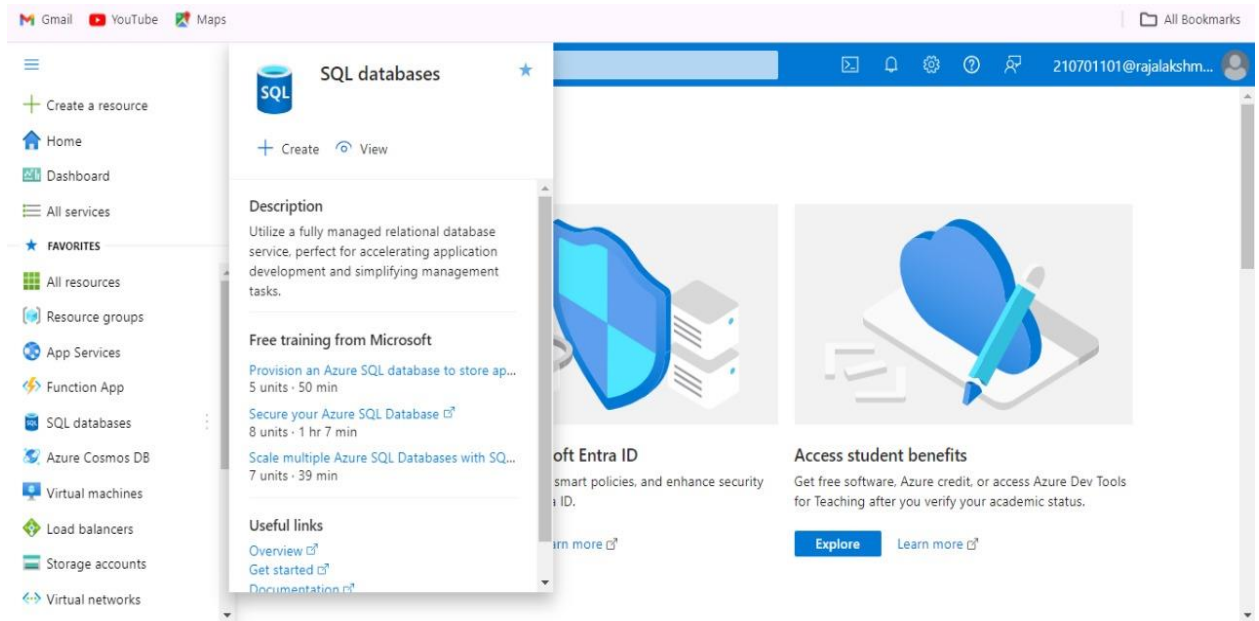 Gmail YouTube Maps All Bookmarks
210701101@rajalakshm...
Create a resource
Home
Dashboard
All services
FAVORITES
All resources
Resource groups
App Services
Function App
SQL databases
Azure Cosmos DB
Virtual machines
Load balancers
Storage accounts
Virtual networks
SQL
SQL databases
Create View
Description
Utilize a fully managed relational database
service, perfect for accelerating application
development and simplifying management
tasks.
Free training from Microsoft
Provision an Azure SQL database to store ap...
5 units · 50 min
Secure your Azure SQL Database
8 units · 1 hr 7 min
Scale multiple Azure SQL Databases with SQ...
7 units · 39 min
Useful links
Overview
Get started
Documentation
oft Entra ID
smart policies, and enhance security
ID.
arn more
Access student benefits
Get free software, Azure credit, or access Azure Dev Tools
for Teaching after you verify your academic status.
Explore Learn more